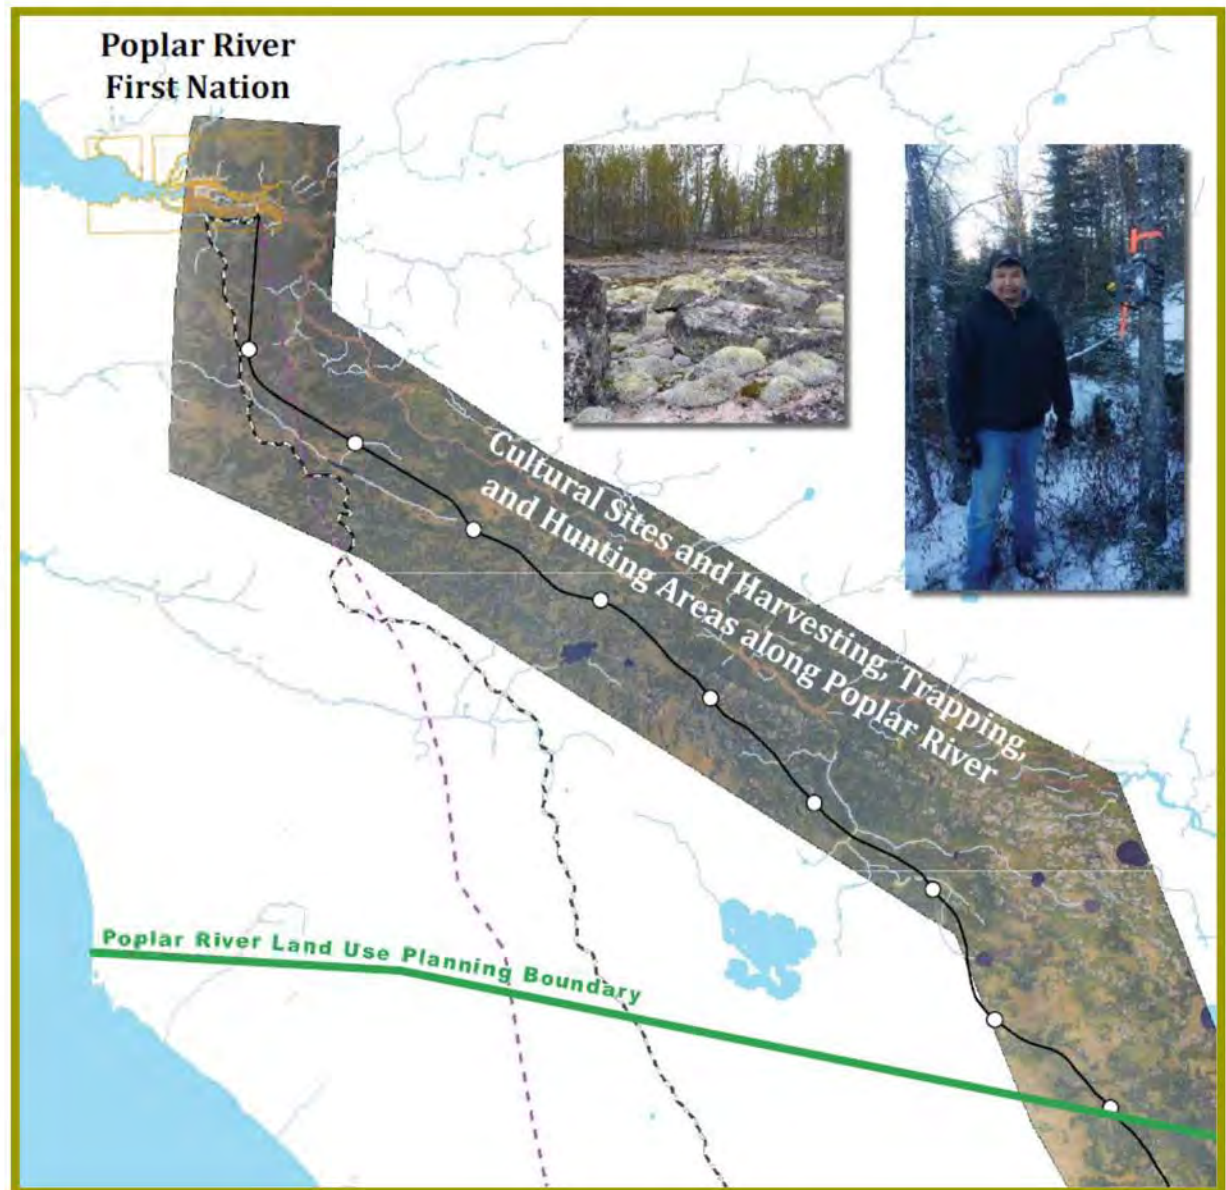 Poplar River
First Nation
Cultural Sites and Harvesting, Trapping,
and Hunting Areas along Poplar River
Poplar River Land Use Planning Boundary